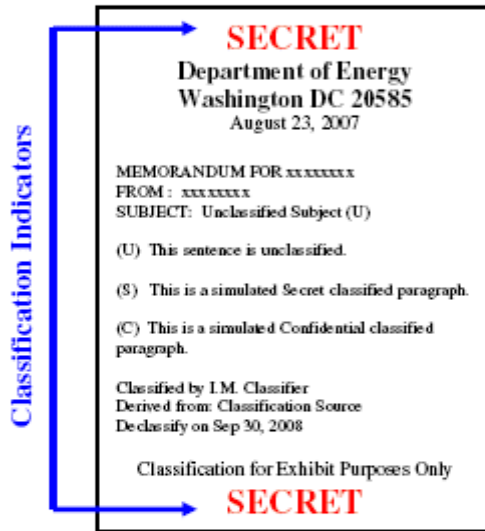 Classification Indicators
SECRET
Department of Energy
Washington DC 20585
August 23, 2007
MEMORANDUM FOR xxxxxxxx
FROM : xxxxxxxx
SUBJECT: Unclassified Subject (U)
(U) This sentence is unclassified.
(S) This is a simulated Secret classified paragraph.
(C) This is a simulated Confidential classified
paragraph.
Classified by I.M. Classifier
Derived from: Classification Source
Declassify on Sep 30, 2008
Classification for Exhibit Purposes Only
SECRET